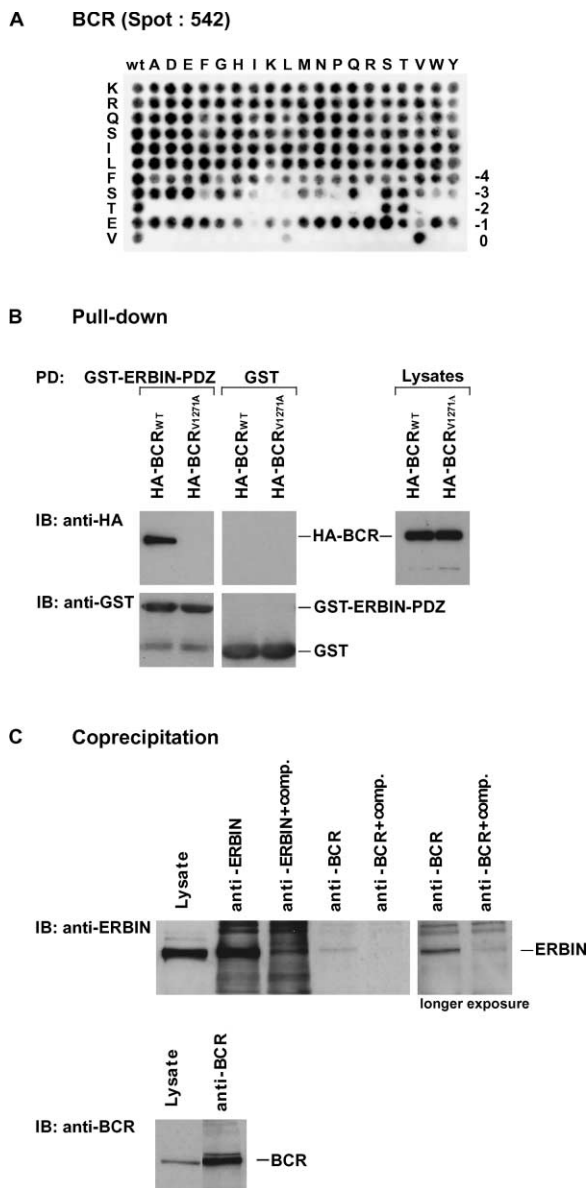 A BCR (Spot : 542)
wt A D E F G H I K L M N P Q R S T V W Y
K
R
Q
S
I
L
F -4
S -3
T -2
E -1
V 0
B Pull-down
PD: GST-ERBIN-PDZ GST Lysates
HA-BCRWT HA-BCRV1271A HA-BCRWT HA-BCRV1271A HA-BCRWT HA-BCRV1271A
IB: anti-HA HA-BCR
IB: anti-GST GST-ERBIN-PDZ
GST
C Coprecipitation
Lysate anti-ERBIN anti-ERBIN+comp. anti-BCR anti-BCR+comp. anti-BCR anti-BCR+comp.
IB: anti-ERBIN ERBIN
longer exposure
Lysate anti-BCR
IB: anti-BCR BCR